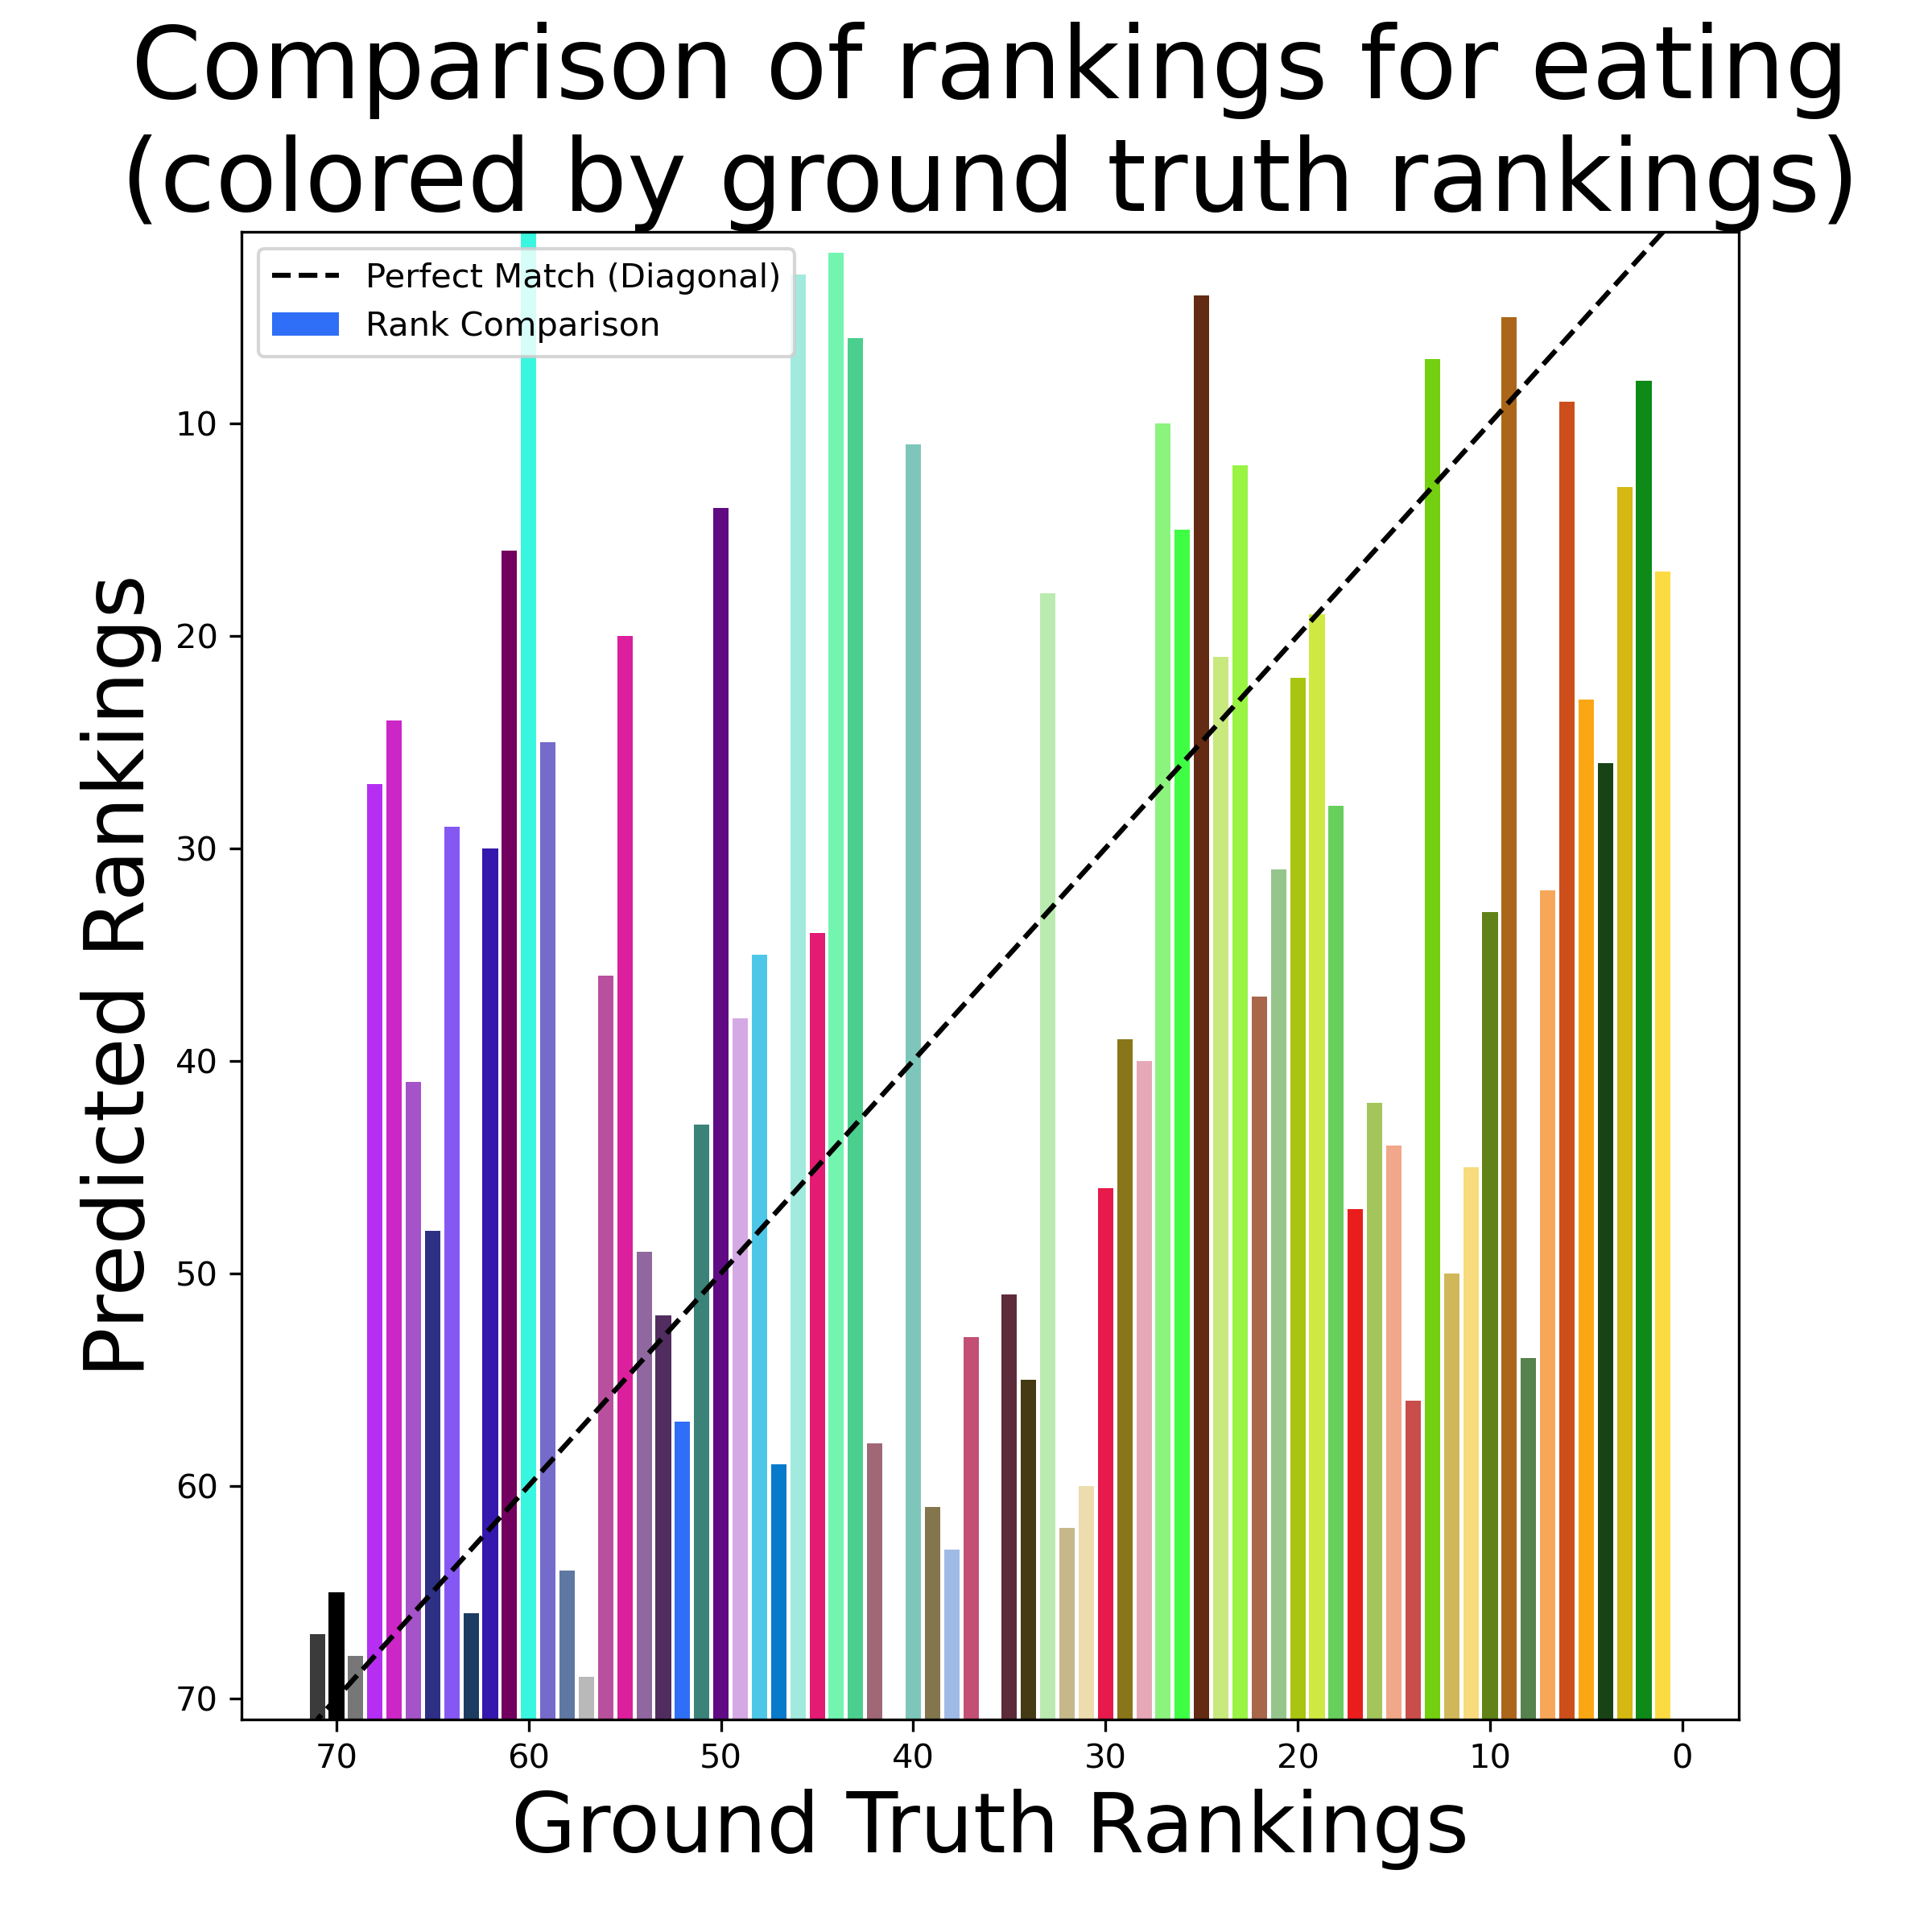 Comparison of rankings for eating
(colored by ground truth rankings)
Perfect Match (Diagonal)
Rank Comparison
Predicted Rankings
10
20
30
40
50
60
70
70 60 50 40 30 20 10 0
Ground Truth Rankings